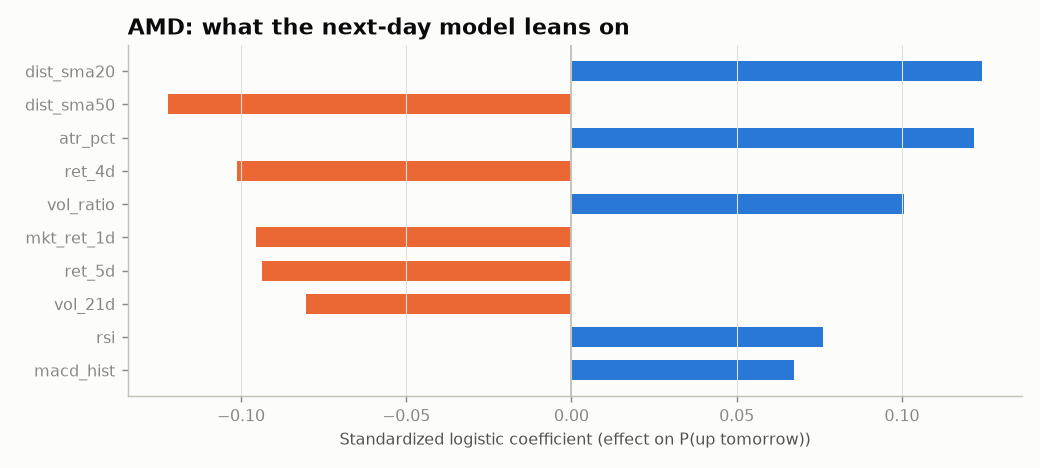 AMD: what the next-day model leans on
dist_sma20
dist_sma50
atr_pct
ret_4d
vol_ratio
mkt_ret_1d
ret_5d
vol_21d
rsi
macd_hist
−0.10 −0.05 0.00 0.05 0.10
Standardized logistic coefficient (effect on P(up tomorrow))